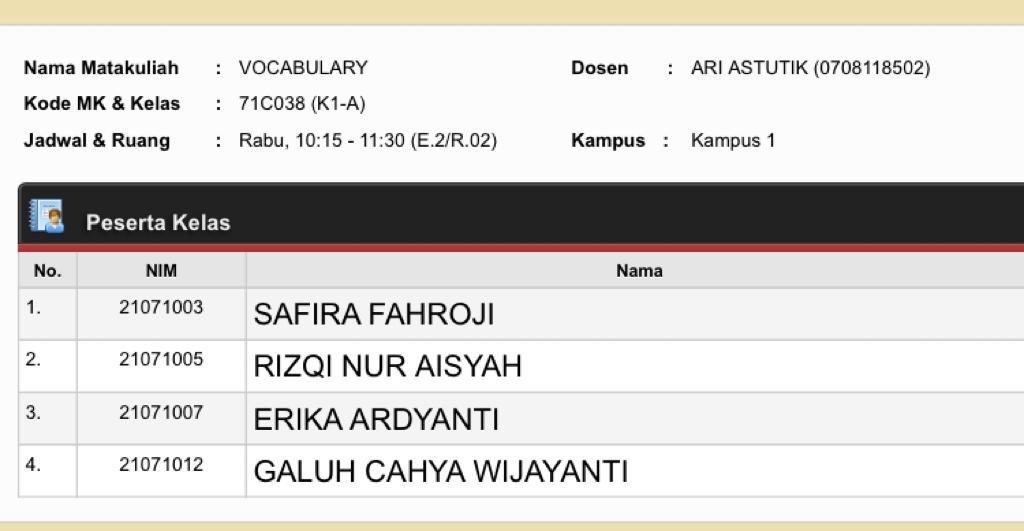 Nama Matakuliah : VOCABULARY Dosen : ARI ASTUTIK (0708118502)
Kode MK & Kelas : 71C038 (K1-A)
Jadwal & Ruang : Rabu, 10:15 - 11:30 (E.2/R.02) Kampus : Kampus 1
Peserta Kelas
No. NIM Nama
1. 21071003 SAFIRA FAHROJI
2. 21071005 RIZQI NUR AISYAH
3. 21071007 ERIKA ARDYANTI
4. 21071012 GALUH CAHYA WIJAYANTI